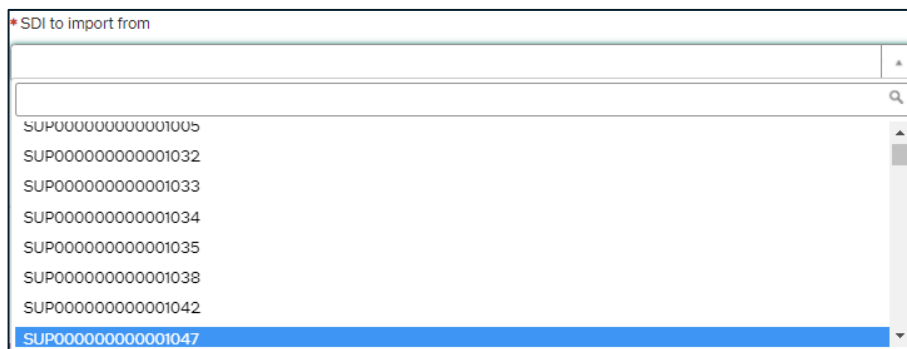 * SDI to import from
SUP000000000001005
SUP000000000001032
SUP000000000001033
SUP000000000001034
SUP000000000001035
SUP000000000001038
SUP000000000001042
SUP000000000001047